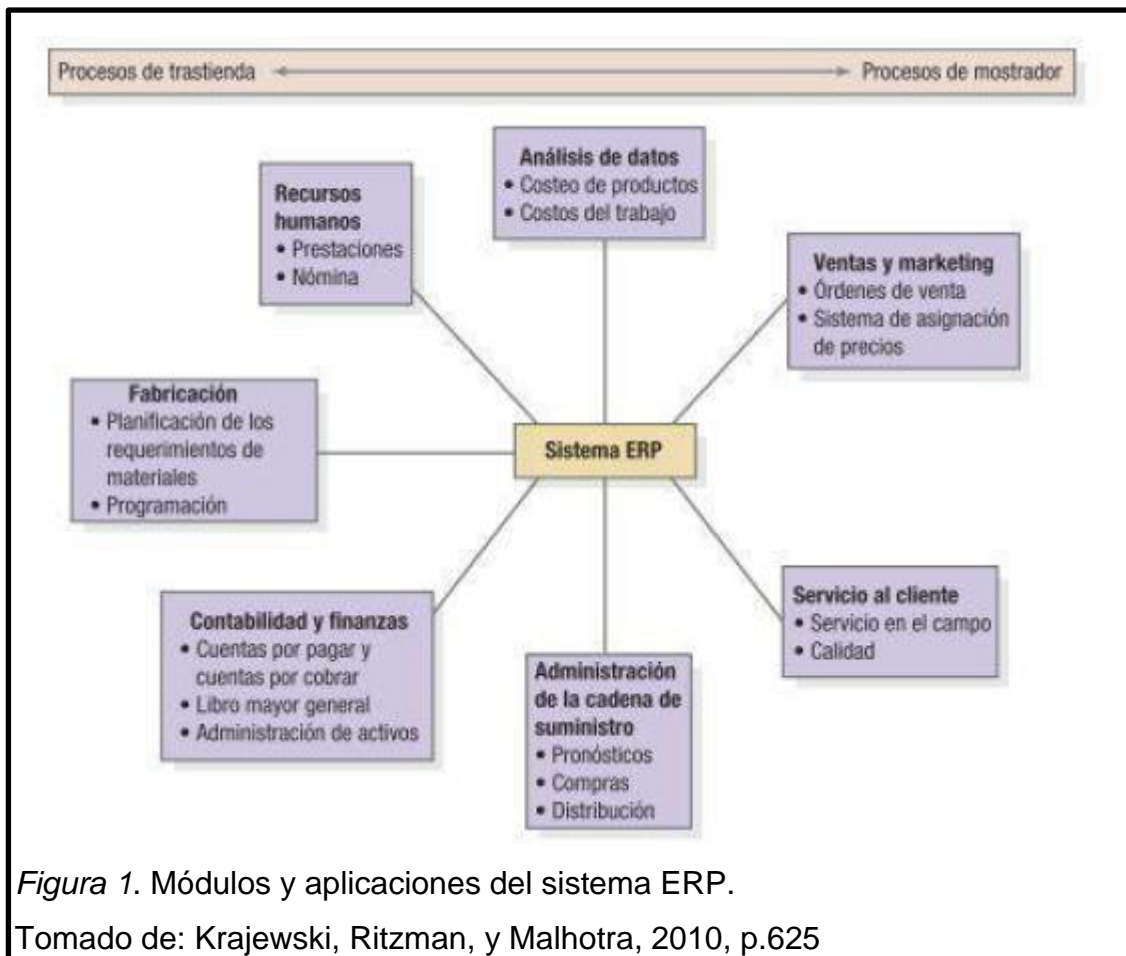 Procesos de trastienda
Procesos de mostrador
Análisis de datos
• Costeo de productos
• Costos del trabajo
Recursos
humanos
• Prestaciones
• Nómina
Ventas y marketing
• Órdenes de venta
• Sistema de asignación
de precios
Fabricación
• Planificación de los
requerimientos de
materiales
• Programación
Sistema ERP
Contabilidad y finanzas
• Cuentas por pagar y
cuentas por cobrar
• Libro mayor general
• Administración de activos
Administración
de la cadena de
suministro
• Pronósticos
• Compras
• Distribución
Servicio al cliente
• Servicio en el campo
• Calidad
Figura 1. Módulos y aplicaciones del sistema ERP.
Tomado de: Krajewski, Ritzman, y Malhotra, 2010, p.625